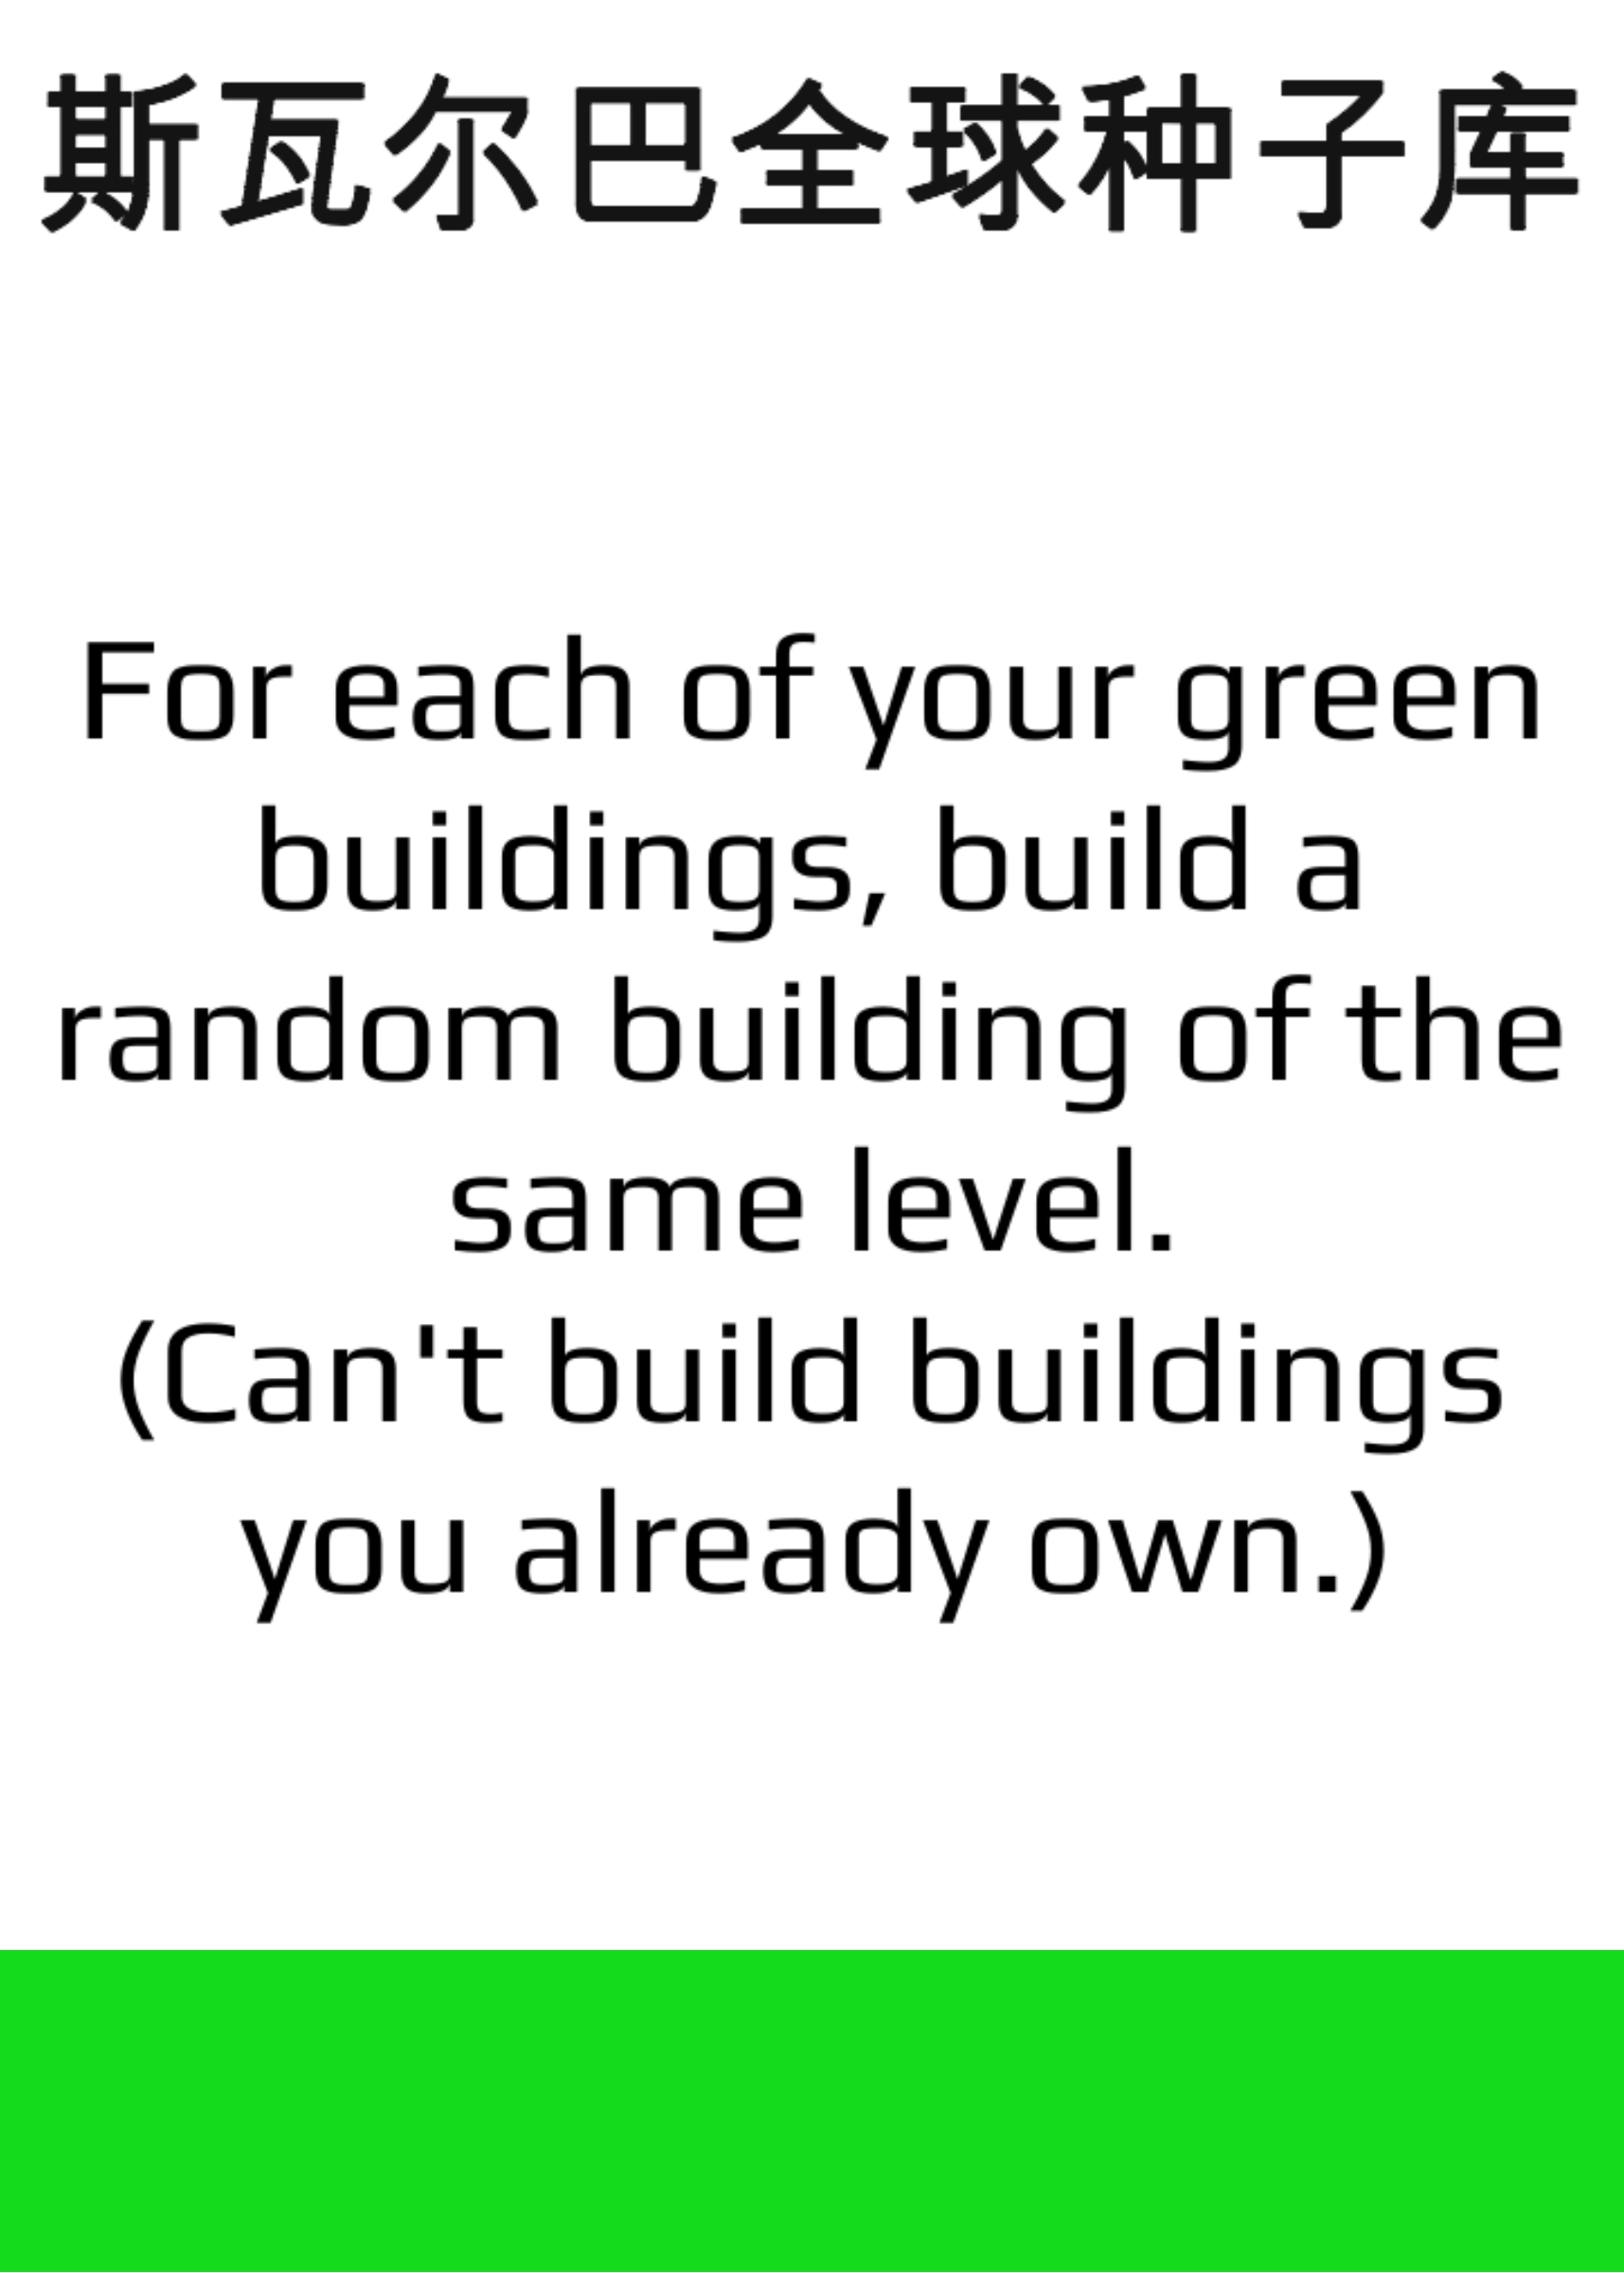 斯瓦尔巴全球种子库
For each of your green
buildings, build a
random building of the
same level.
(Can't build buildings
you already own.)